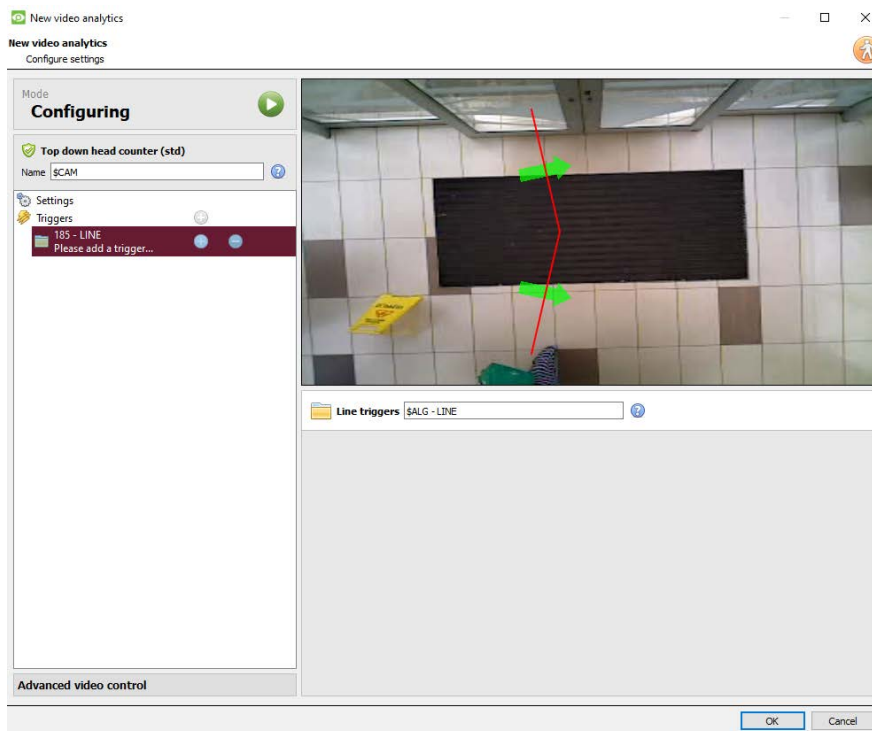 New video analytics
New video analytics
Configure settings
Mode
Configuring
Top down head counter (std)
Name $CAM
Settings
Triggers
185 - LINE
Please add a trigger...
Line triggers $ALG - LINE
Advanced video control
OK Cancel